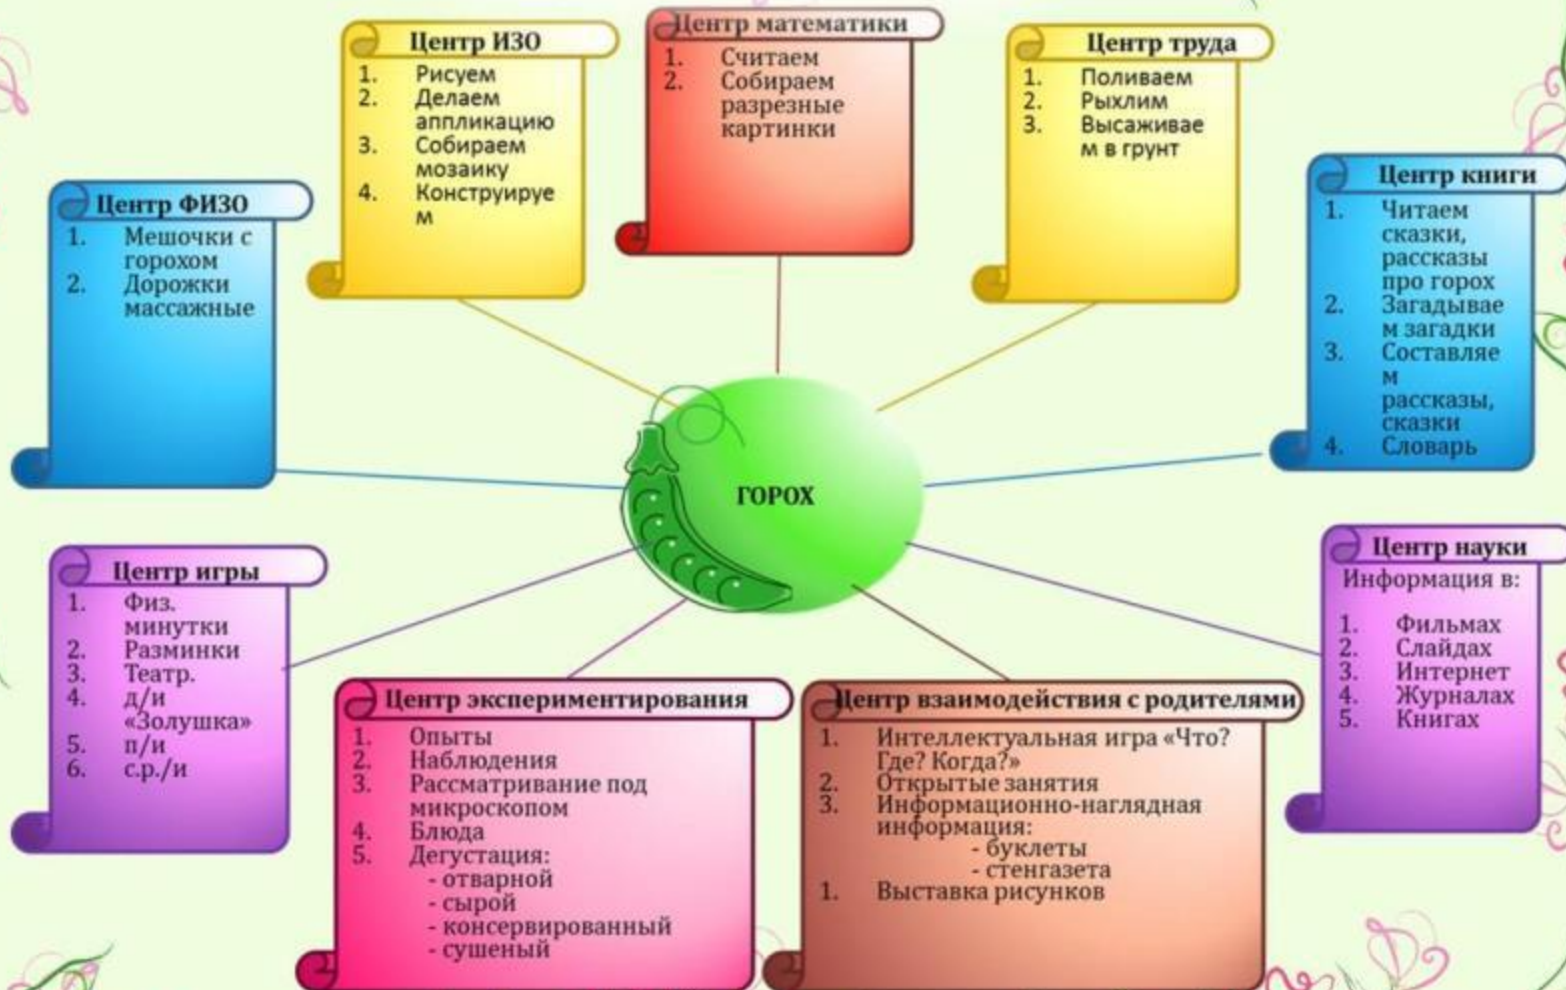 Центр ИЗО
1. Рисуем
2. Делаем
аппликацию
3. Собираем
мозаику
4. Конструируе
м
Центр математики
1. Считаем
2. Собираем
разрезные
картинки
Центр труда
1. Поливаем
2. Рыхлим
3. Высаживае
м в грунт
Центр ФИЗО
1. Мешочки с
горохом
2. Дорожки
массажные
Центр книги
1. Читаем
сказки,
рассказы
про горох
2. Загадывае
м загадки
3. Составляе
м
рассказы,
сказки
4. Словарь
ГОРОХ
Центр игры
1. Физ.
минутки
2. Разминки
3. Театр.
4. д/и
«Золушка»
5. п/и
6. с.р./и
Центр экспериментирования
1. Опыты
2. Наблюдения
3. Рассматривание под
микроскопом
4. Блюда
5. Дегустация:
- отварной
- сырой
- консервированный
- сушеный
Центр взаимодействия с родителями
1. Интеллектуальная игра «Что?
Где? Когда?»
2. Открытые занятия
3. Информационно-наглядная
информация:
- буклеты
- стенгазета
1. Выставка рисунков
Центр науки
Информация в:
1. Фильмах
2. Слайдах
3. Интернет
4. Журналах
5. Книгах